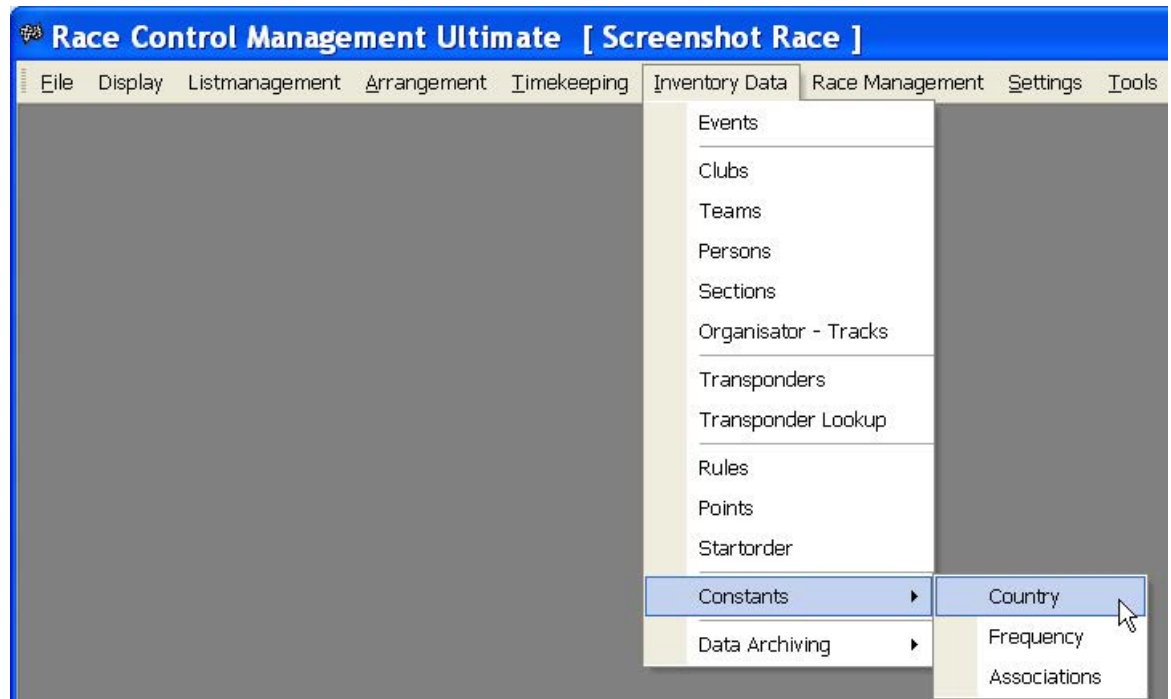 Race Control Management Ultimate [ Screenshot Race ]
File Display Listmanagement Arrangement Timekeeping Inventory Data Race Management Settings Tools
Events
Clubs
Teams
Persons
Sections
Organisator - Tracks
Transponders
Transponder Lookup
Rules
Points
Startorder
Constants
Country
Data Archiving
Frequency
Associations